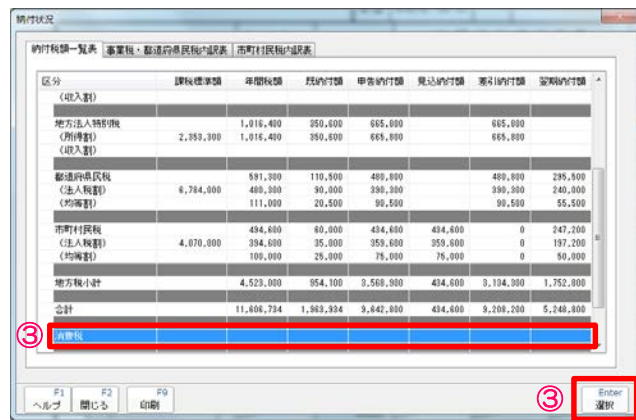 納付状況
納付税額一覧表 事業税・都道府県民税内訳表 市町村民税内訳表
区分 課税標準額 年間税額 既納付額 申告納付額 見込納付額 差引納付額 翌期納付額
(収入割)
地方法人特別税 1,016,400 350,600 665,800 665,800
(所得割) 2,353,300 1,016,400 350,600 665,800 665,800
(収入割)
都道府県民税 591,300 110,500 480,800 480,800 295,500
(法人税割) 6,784,000 480,300 90,000 390,300 390,300 240,000
(均等割) 111,000 20,500 90,500 90,500 55,500
市町村民税 494,600 60,000 434,600 434,600 0 247,200
(法人税割) 4,070,000 394,600 35,000 359,600 359,600 0 197,200
(均等割) 100,000 25,000 75,000 75,000 0 50,000
地方税小計 4,523,000 954,100 3,568,900 434,600 3,134,300 1,752,800
合計 11,606,734 1,963,934 9,642,800 434,600 9,208,200 5,248,800
③ 消費税
F1 ヘルプ
F2 閉じる
F9 印刷
③
Enter 選択